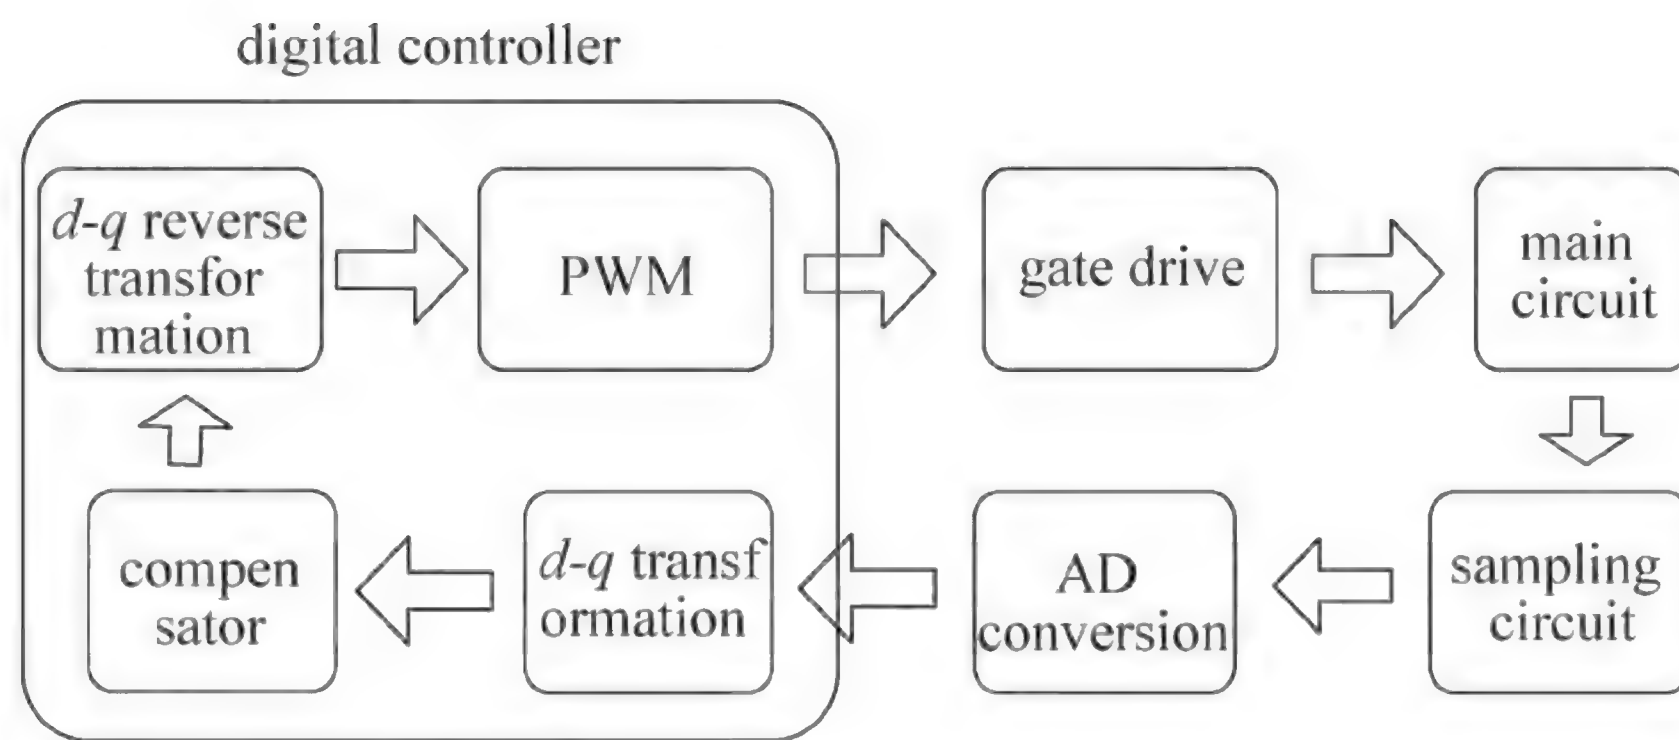 digital controller
d-q reverse
transfor
mation
PWM
gate drive
main
circuit
compen
sator
d-q transf
ormation
AD
conversion
sampling
circuit